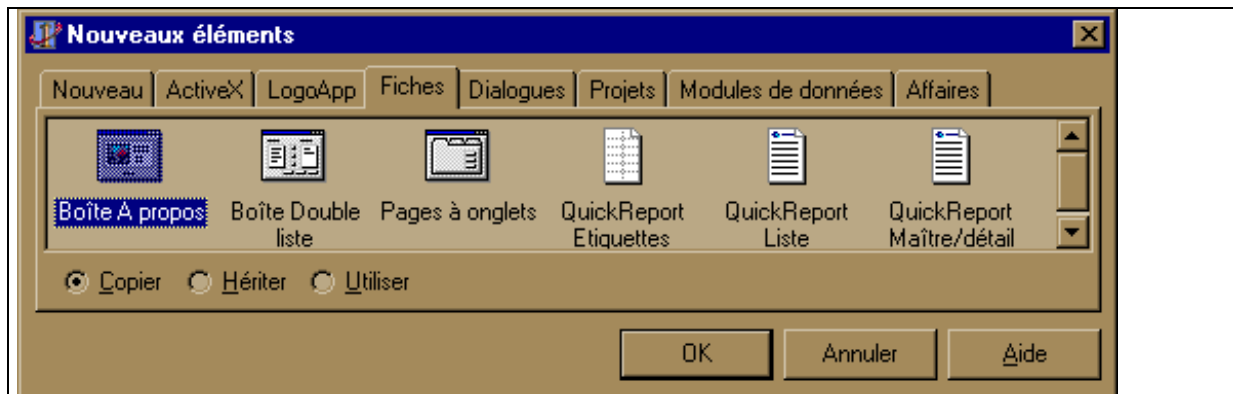 Nouveaux éléments
Nouveau ActiveX LogoApp Fiches Dialogues Projets Modules de données Affaires
Boîte A propos Boîte Double Pages à onglets QuickReport QuickReport QuickReport
liste Etiquettes Liste Maître/détail
Copier Hériter Utiliser
OK Annuler Aide